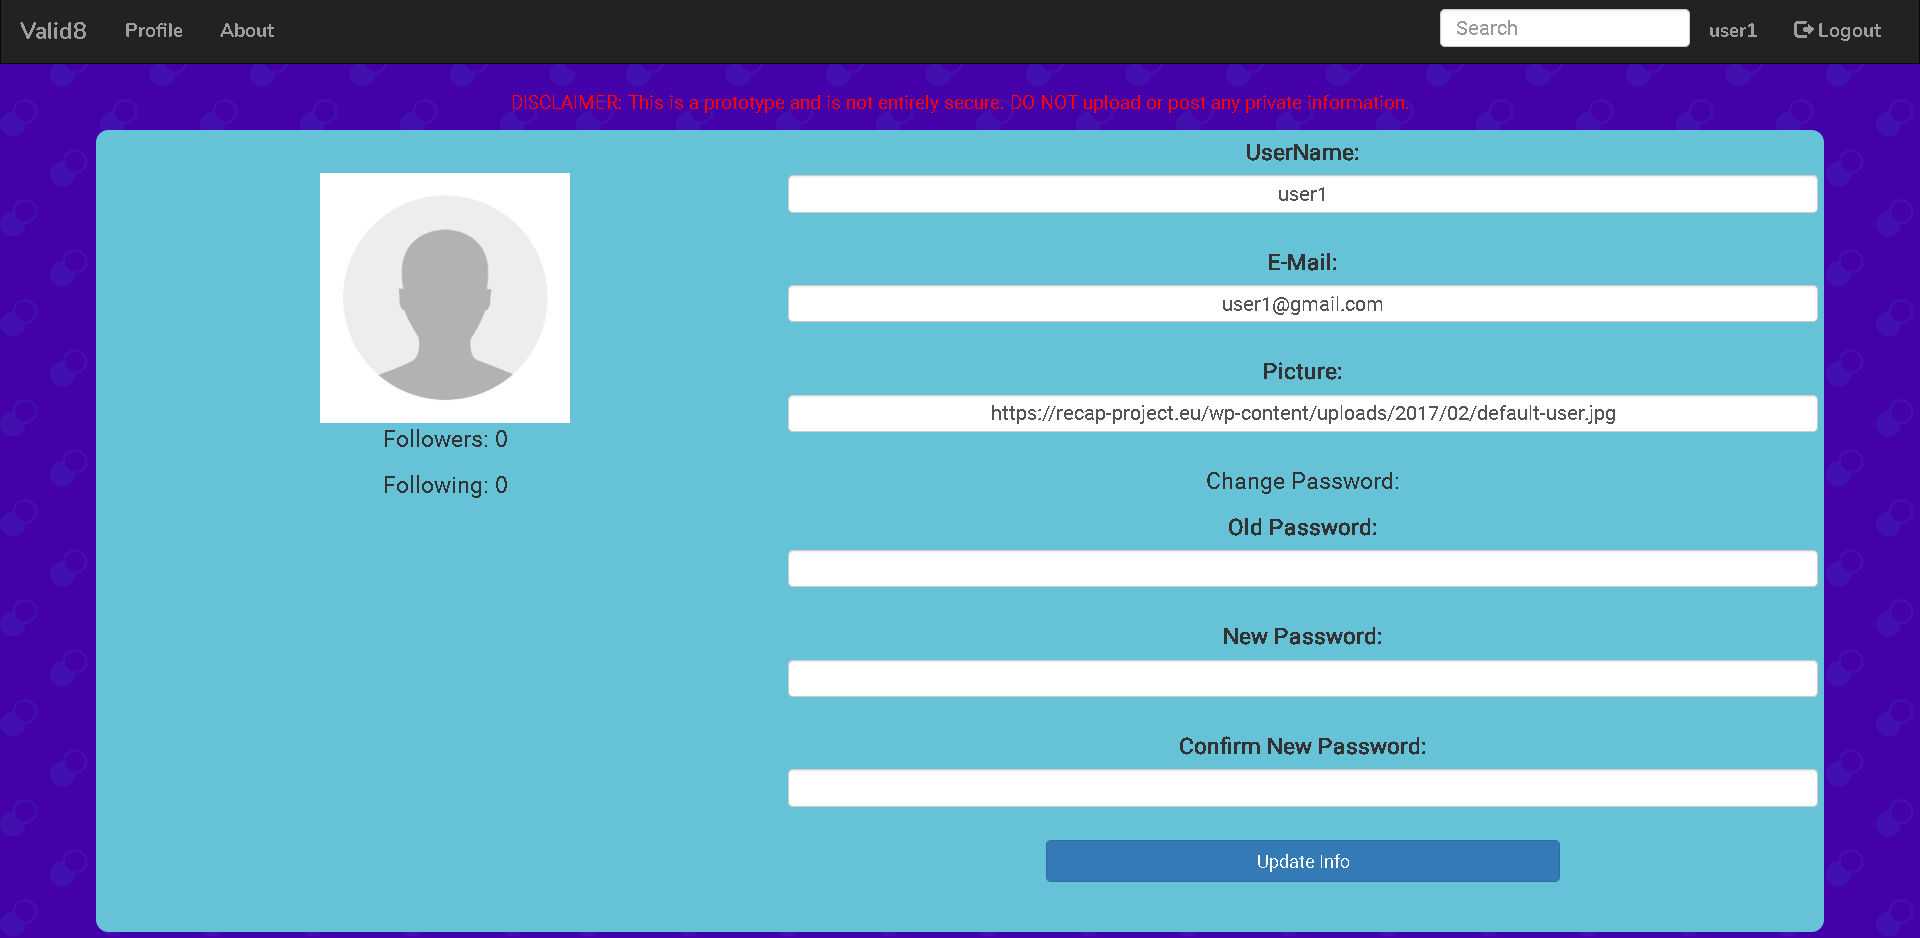 Valid8 Profile About Search user1 Logout
DISCLAIMER: This is a prototype and is not entirely secure. DO NOT upload or post any private information.
Followers: 0
Following: 0
UserName:
user1
E-Mail:
user1@gmail.com
Picture:
https://recap-project.eu/wp-content/uploads/2017/02/default-user.jpg
Change Password:
Old Password:
New Password:
Confirm New Password:
Update Info